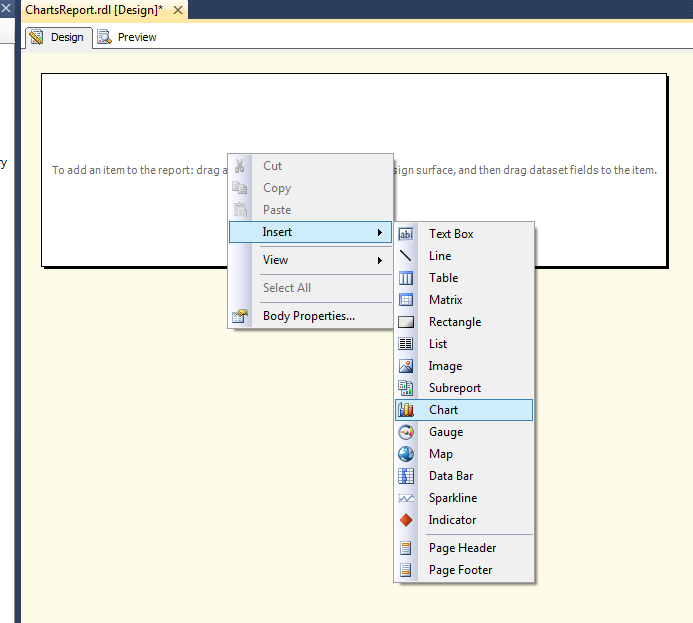 ChartsReport.rdl [Design]*
Design
Preview
ry
To add an item to the report: drag a
sign surface, and then drag dataset fields to the item.
Cut
Copy
Paste
Insert
View
Select All
Body Properties...
Text Box
Line
Table
Matrix
Rectangle
List
Image
Subreport
Chart
Gauge
Map
Data Bar
Sparkline
Indicator
Page Header
Page Footer